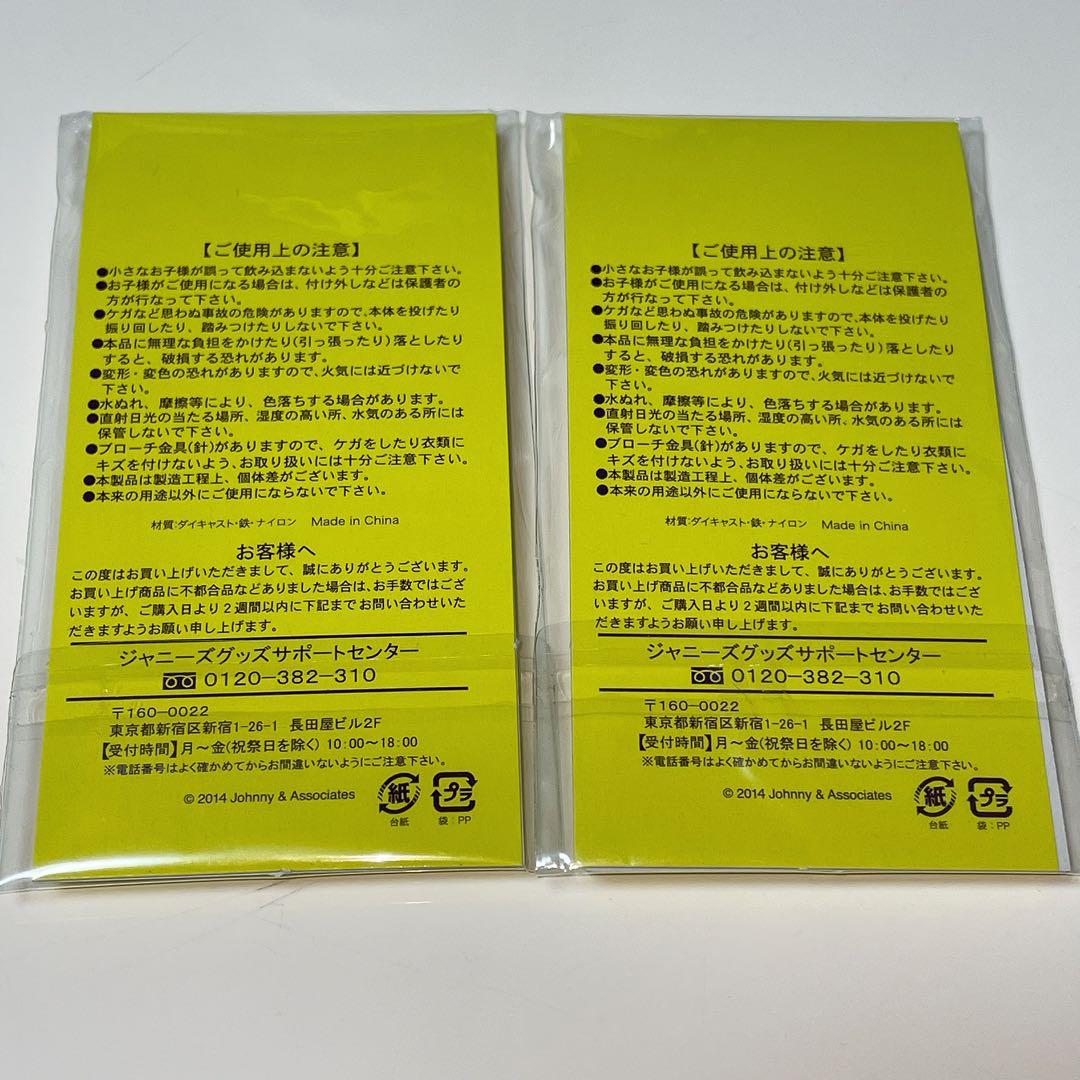 【ご使用上の注意】
●小さなお子様が誤って飲み込まないよう十分ご注意下さい。
●お子様がご使用になる場合は、付け外しなどは保護者の
方が行なって下さい。
●ケガなど思わぬ事故の危険がありますので、本体を投げたり
振り回したり、踏みつけたりしないで下さい。
●本品に無理な負担をかけたり(引っ張ったり)落としたり
すると、破損する恐れがあります。
●変形・変色の恐れがありますので、火気には近づけないで
下さい。
●水ぬれ、摩擦等により、色落ちする場合があります。
●直射日光の当たる場所、湿度の高い所、水気のある所には
保管しないで下さい。
●ブローチ金具(針)がありますので、ケガをしたり衣類に
キズを付けないよう、お取り扱いには十分ご注意下さい。
●本製品は製造工程上、個体差がございます。
●本来の用途以外にご使用にならないで下さい。
材質:ダイキャスト・鉄・ナイロン Made in China
お客様へ
この度はお買い上げいただきまして、誠にありがとうございます。
お買い上げ商品に不都合品などありました場合は、お手数ではござ
いますが、ご購入日より2週間以内に下記までお問い合わせいた
だきますようお願い申し上げます。
ジャニーズグッズサポートセンター
0120-382-310
〒160-0022
東京都新宿区新宿1-26-1 長田屋ビル2F
【受付時間】月〜金(祝祭日を除く) 10:00〜18:00
※電話番号はよく確かめてからお間違いないようにご注意下さい。
© 2014 Johnny & Associates
紙
台紙
プラ
袋:PP
【ご使用上の注意】
●小さなお子様が誤って飲み込まないよう十分ご注意下さい。
●お子様がご使用になる場合は、付け外しなどは保護者の
方が行なって下さい。
●ケガなど思わぬ事故の危険がありますので、本体を投げたり
振り回したり、踏みつけたりしないで下さい。
●本品に無理な負担をかけたり(引っ張ったり)落としたり
すると、破損する恐れがあります。
●変形・変色の恐れがありますので、火気には近づけないで
下さい。
●水ぬれ、摩擦等により、色落ちする場合があります。
●直射日光の当たる場所、湿度の高い所、水気のある所には
保管しないで下さい。
●ブローチ金具(針)がありますので、ケガをしたり衣類に
キズを付けないよう、お取り扱いには十分ご注意下さい。
●本製品は製造工程上、個体差がございます。
●本来の用途以外にご使用にならないで下さい。
材質:ダイキャスト・鉄・ナイロン Made in China
お客様へ
この度はお買い上げいただきまして、誠にありがとうございます。
お買い上げ商品に不都合品などありました場合は、お手数ではござ
いますが、ご購入日より2週間以内に下記までお問い合わせいた
だきますようお願い申し上げます。
ジャニーズグッズサポートセンター
0120-382-310
〒160-0022
東京都新宿区新宿1-26-1 長田屋ビル2F
【受付時間】月〜金(祝祭日を除く) 10:00〜18:00
※電話番号はよく確かめてからお間違いないようにご注意下さい。
© 2014 Johnny & Associates
紙
台紙
プラ
袋:PP